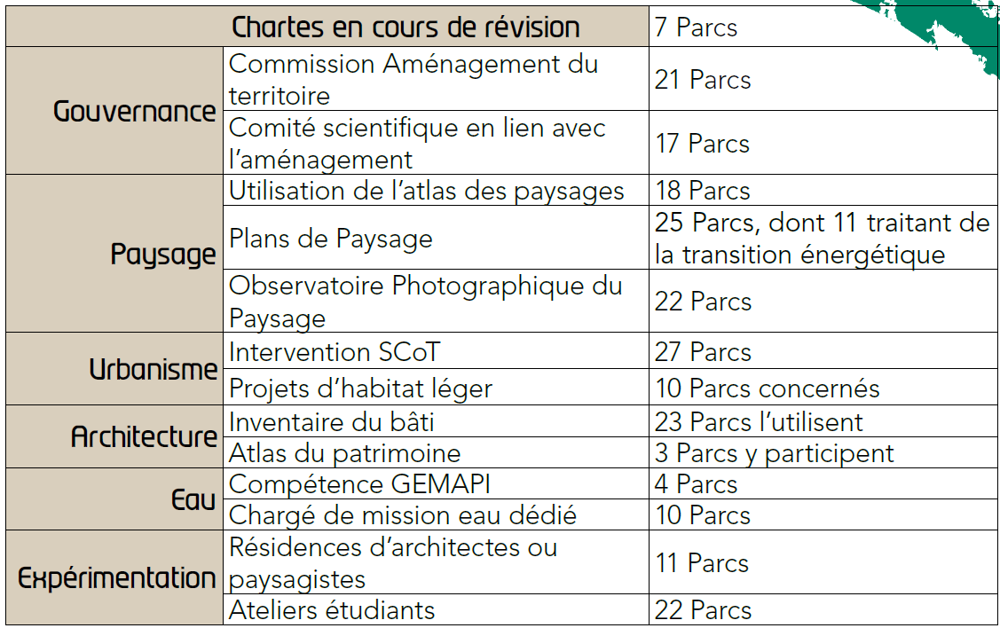 Chartes en cours de révision 7 Parcs
Gouvernance
Commission Aménagement du
territoire
21 Parcs
Comité scientifique en lien avec
l’aménagement
17 Parcs
Paysage
Utilisation de l’atlas des paysages 18 Parcs
Plans de Paysage
25 Parcs, dont 11 traitant de
la transition énergétique
Observatoire Photographique du
Paysage
22 Parcs
Urbanisme
Intervention SCoT 27 Parcs
Projets d’habitat léger 10 Parcs concernés
Architecture
Inventaire du bâti 23 Parcs l’utilisent
Atlas du patrimoine 3 Parcs y participent
Eau
Compétence GEMAPI 4 Parcs
Chargé de mission eau dédié 10 Parcs
Expérimentation
Résidences d’architectes ou
paysagistes
11 Parcs
Ateliers étudiants 22 Parcs